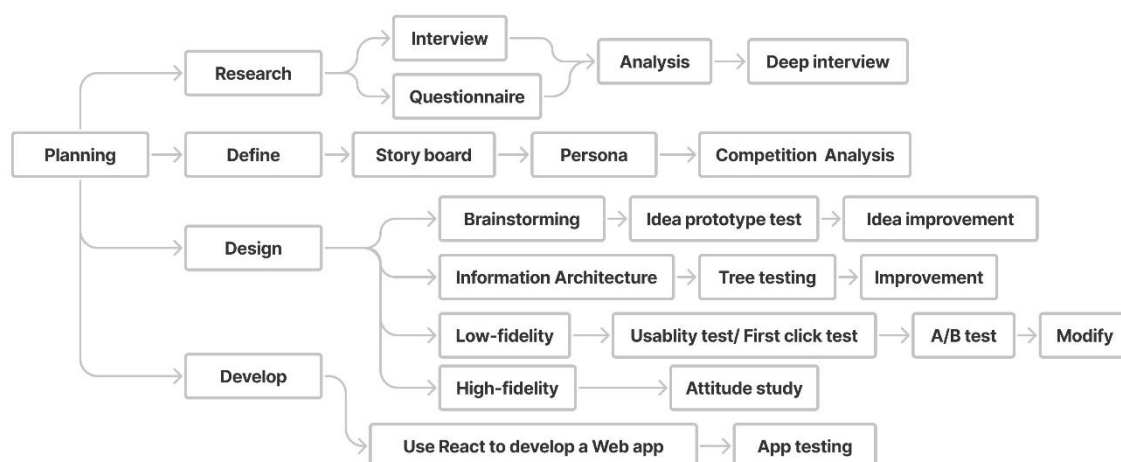 Interview
Research
Analysis
Deep interview
Questionnaire
Planning
Define
Story board
Persona
Competition Analysis
Brainstorming
Idea prototype test
Idea improvement
Design
Information Architecture
Tree testing
Improvement
Low-fidelity
Usablity test/ First click test
A/B test
Modify
Develop
High-fidelity
Attitude study
Use React to develop a Web app
App testing